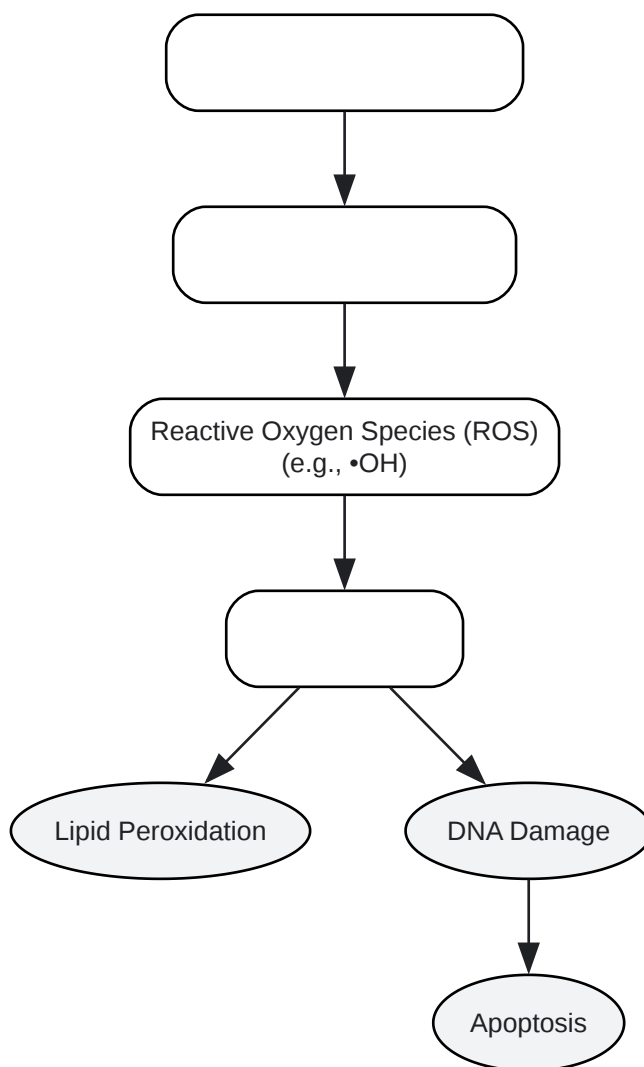 Reactive Oxygen Species (ROS)
(e.g., •OH)
Lipid Peroxidation
DNA Damage
Apoptosis